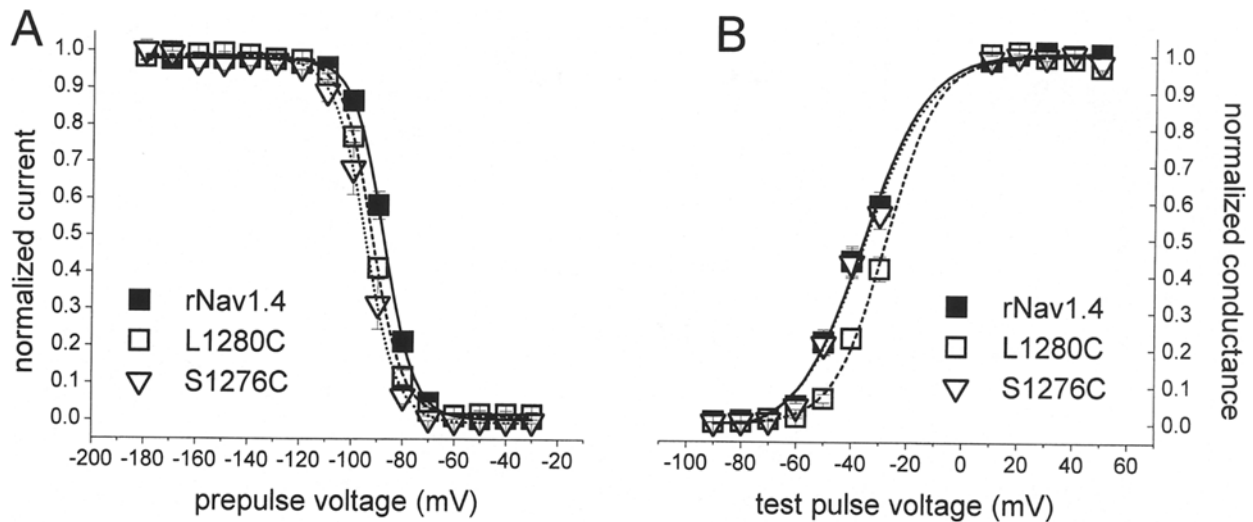 A
normalized current
1.0
0.9
0.8
0.7
0.6
0.5
0.4
0.3
0.2
0.1
0.0
rNav1.4
L1280C
S1276C
-200 -180 -160 -140 -120 -100 -80 -60 -40 -20
prepulse voltage (mV)
B
rNav1.4
L1280C
S1276C
1.0
0.9
0.8
0.7
0.6
0.5
0.4
0.3
0.2
0.1
0.0
normalized conductance
-100 -80 -60 -40 -20 0 20 40 60
test pulse voltage (mV)